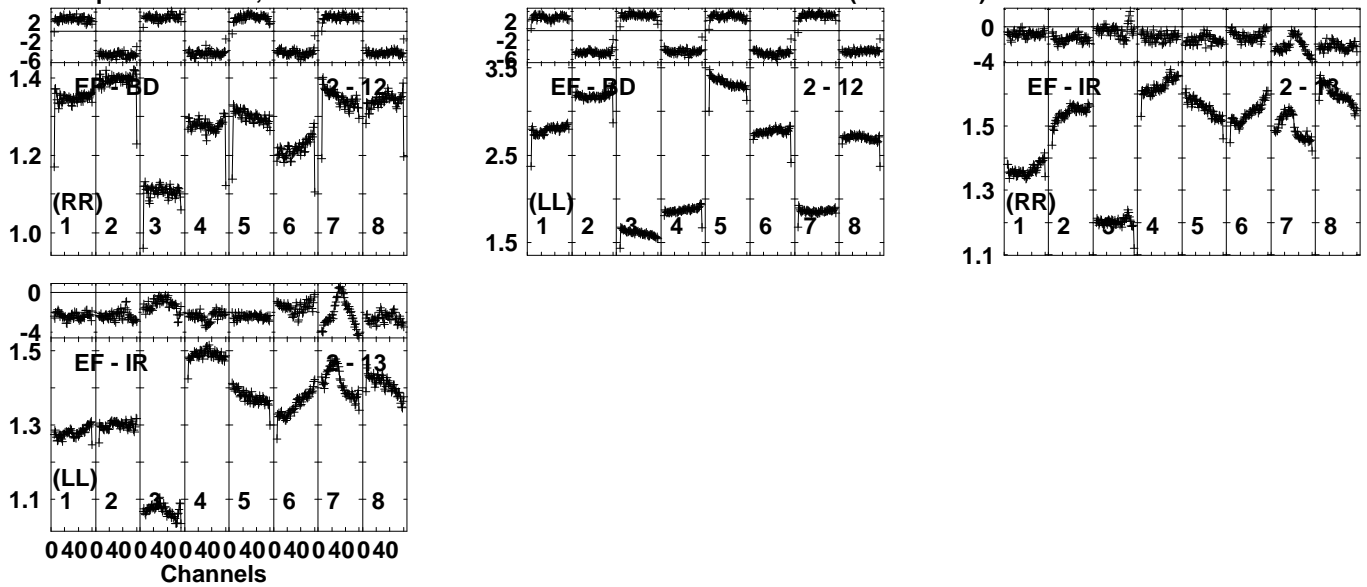 2
-2
-6
1.4
EF - BD 2 - 12
1.2
(RR)
1 2 3 4 5 6 7 8
1.0
2
-2
-6
3.5
EF - BD 2 - 12
2.5
(LL)
1 2 3 4 5 6 7 8
1.5
0
-4
EF - IR 2 - 13
1.5
1.3
(RR)
1 2 3 4 5 6 7 8
1.1
0
-4
1.5
EF - IR 2 - 13
1.3
(LL)
1.1 1 2 3 4 5 6 7 8
0 40 0 40 0 40 0 40 0 40 0 40 0 40 0 40
Channels